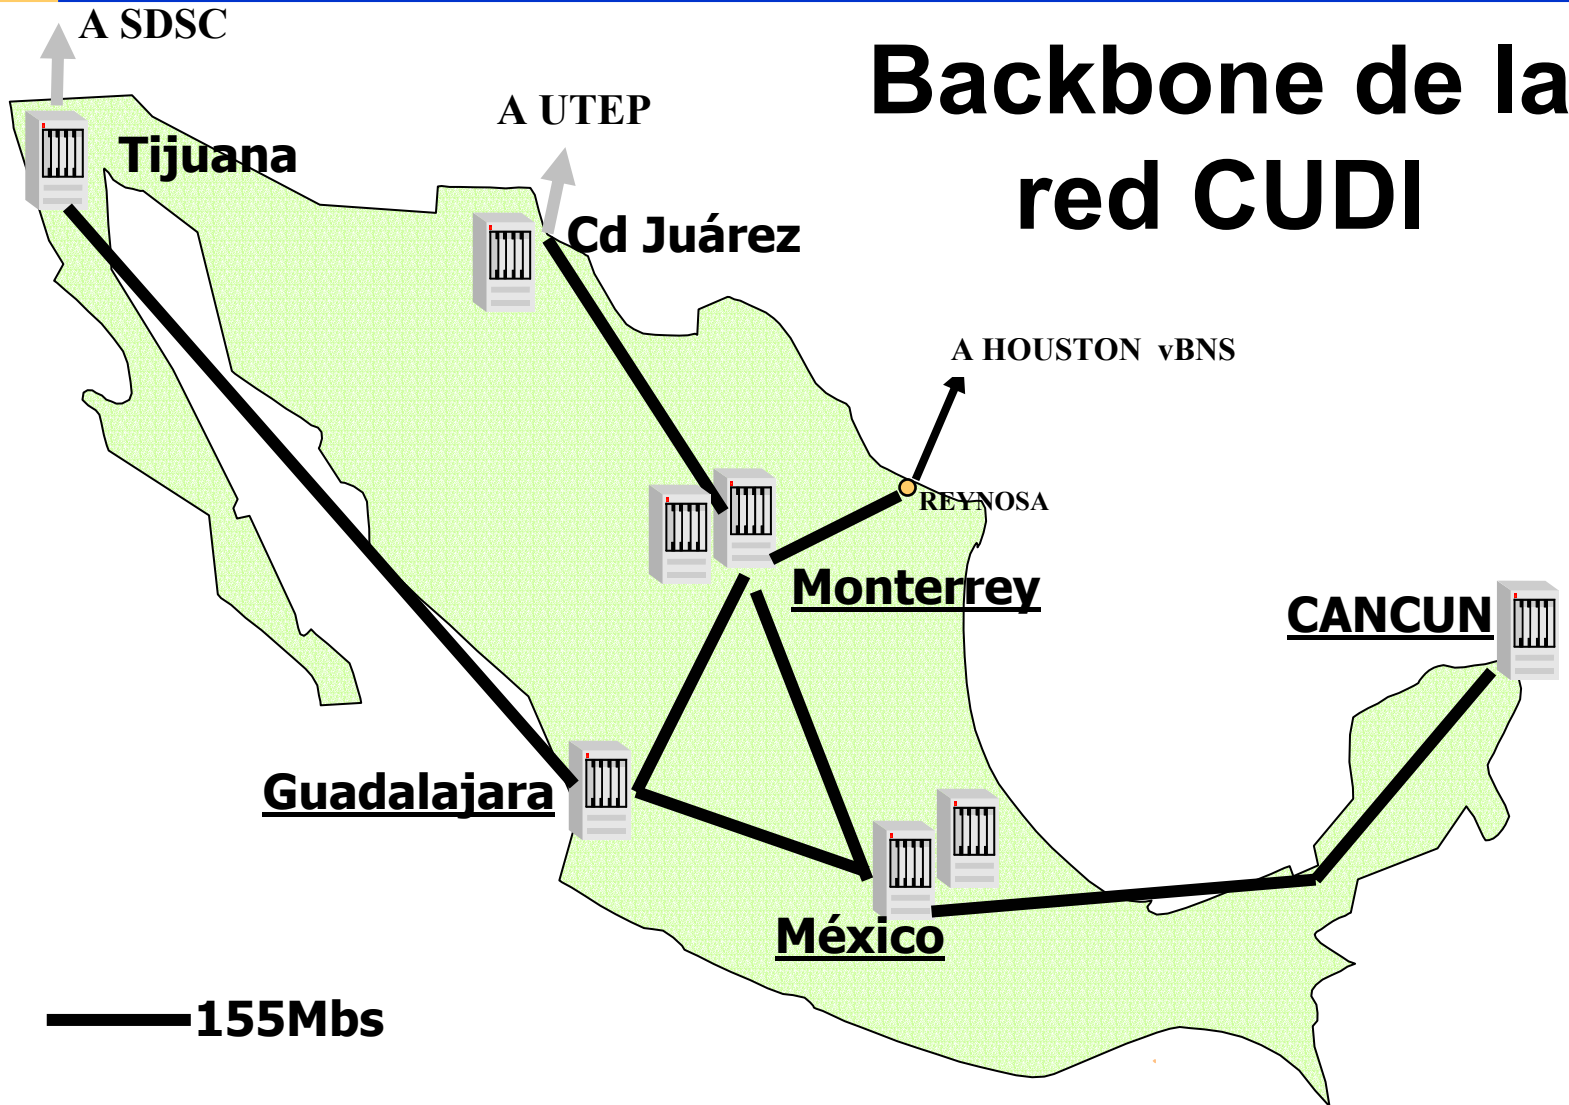 A SDSC
Backbone de la
red CUDI
A UTEP
Tijuana
Cd Juárez
A HOUSTON vBNS
REYNOSA
Monterrey
CANCUN
Guadalajara
México
155Mbs